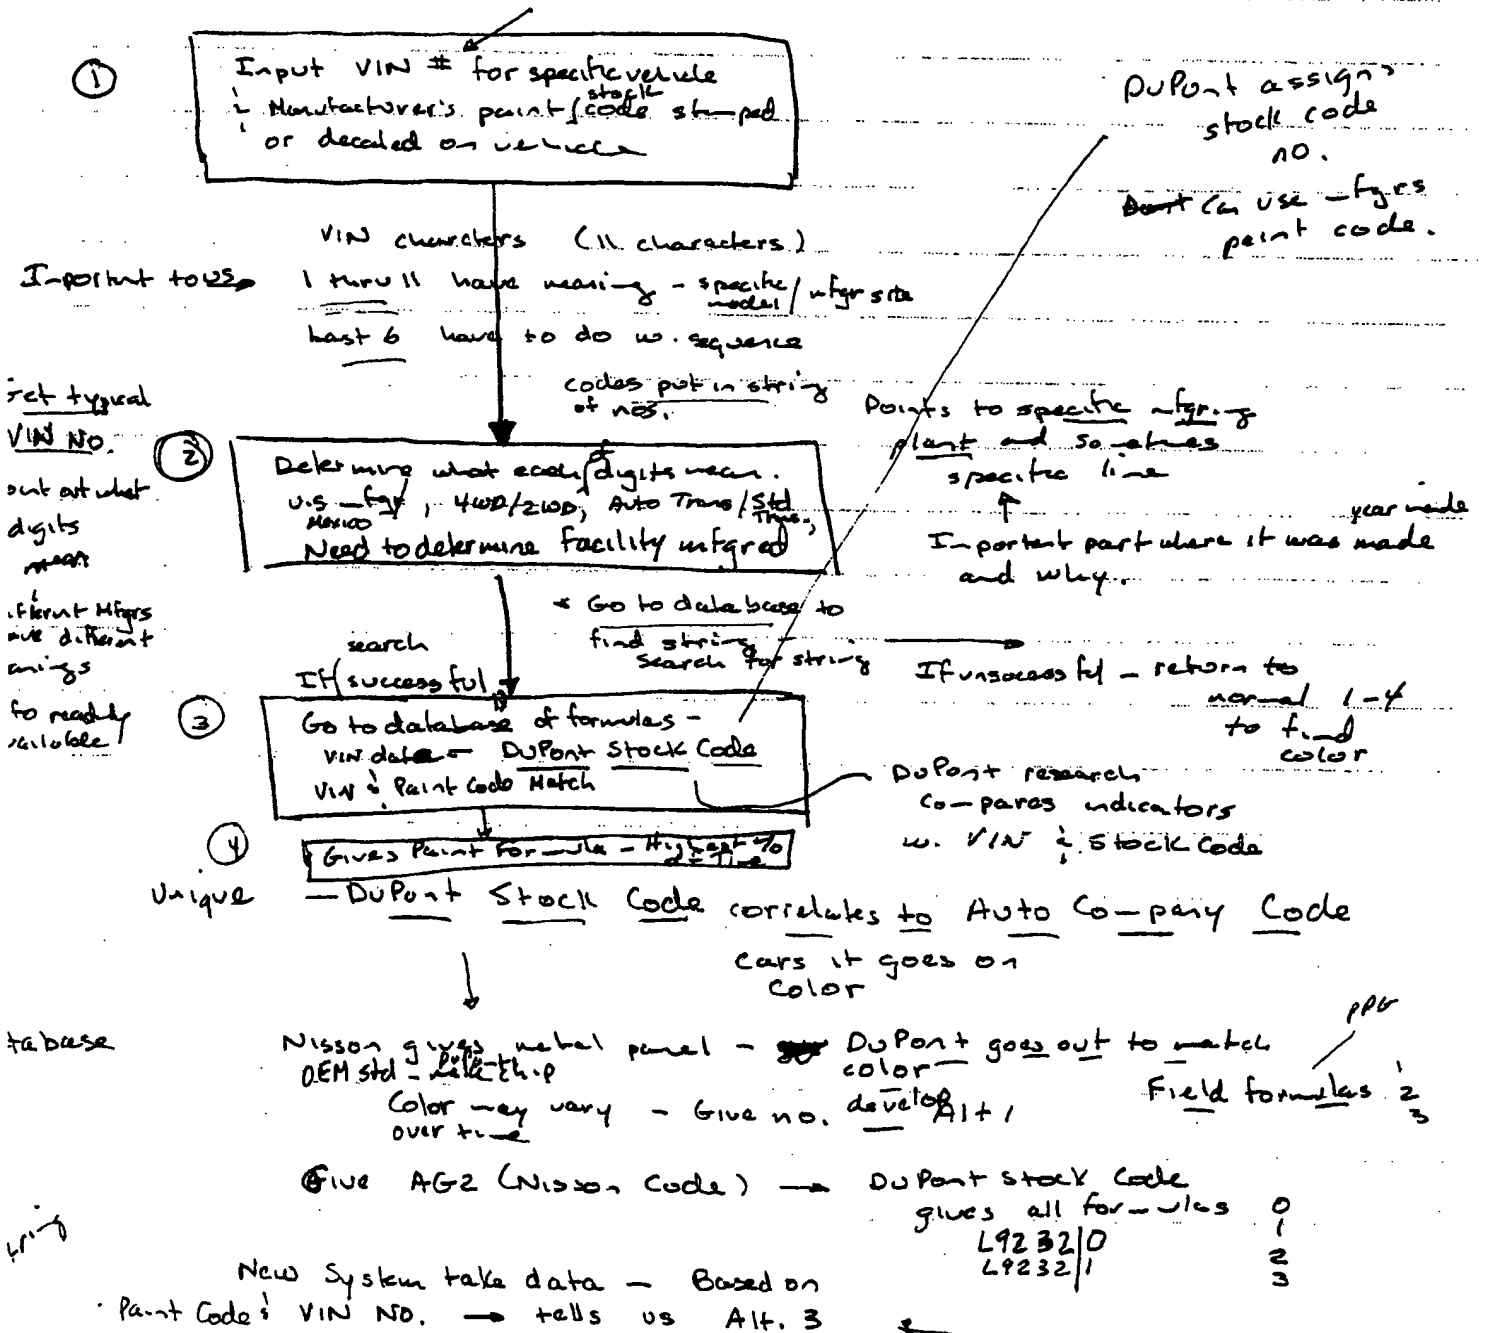 ①
Input VIN # for specific vehicle
& Manufacturer's paint/stock code stamped
or decaled on vehicle
DuPont assigns
stock code
no.
Can use mfgrs
paint code.
VIN characters (11 characters)
Important to us
1 thru 11 have meaning - specific model / mfgr site
Last 6 have to do w. sequence
codes put in string
of nos.
Get typical
VIN NO.
out what
digits
mean
Different Mfgrs
have different
meanings
to readily
available
②
Determine what each of digits mean.
U.S mfgr / Mexico, 4WD/2WD, Auto Trans / Std Trans.,
Need to determine Facility mfgred
Points to specific mfgring
plant and sometimes
specific line
year made
Important part where it was made
and why.
* Go to database to
find string -
search for string
If unsuccessful - return to
normal 1-4
to find
color
If search successful
③
Go to database of formulas -
VIN data - DuPont Stock Code
VIN & Paint Code Match
DuPont research
compares indicators
w. VIN & Stock Code
④
Gives Paint Formula - Highest %
of Time
Unique - DuPont Stock Code correlates to Auto Company Code
cars it goes on
color
tabase
Nisson gives metal panel - DuPont goes out to match
color
OEM std -
Color may vary - Give no. develop Alt 1
over time
PPG
Field formulas 1
2
3
Give AG2 (Nisson Code) → DuPont Stock Code
gives all formulas 0
1
2
3
L9232|0
L9232|1
New System take data - Based on
Paint Code & VIN NO. → tells us Alt. 3